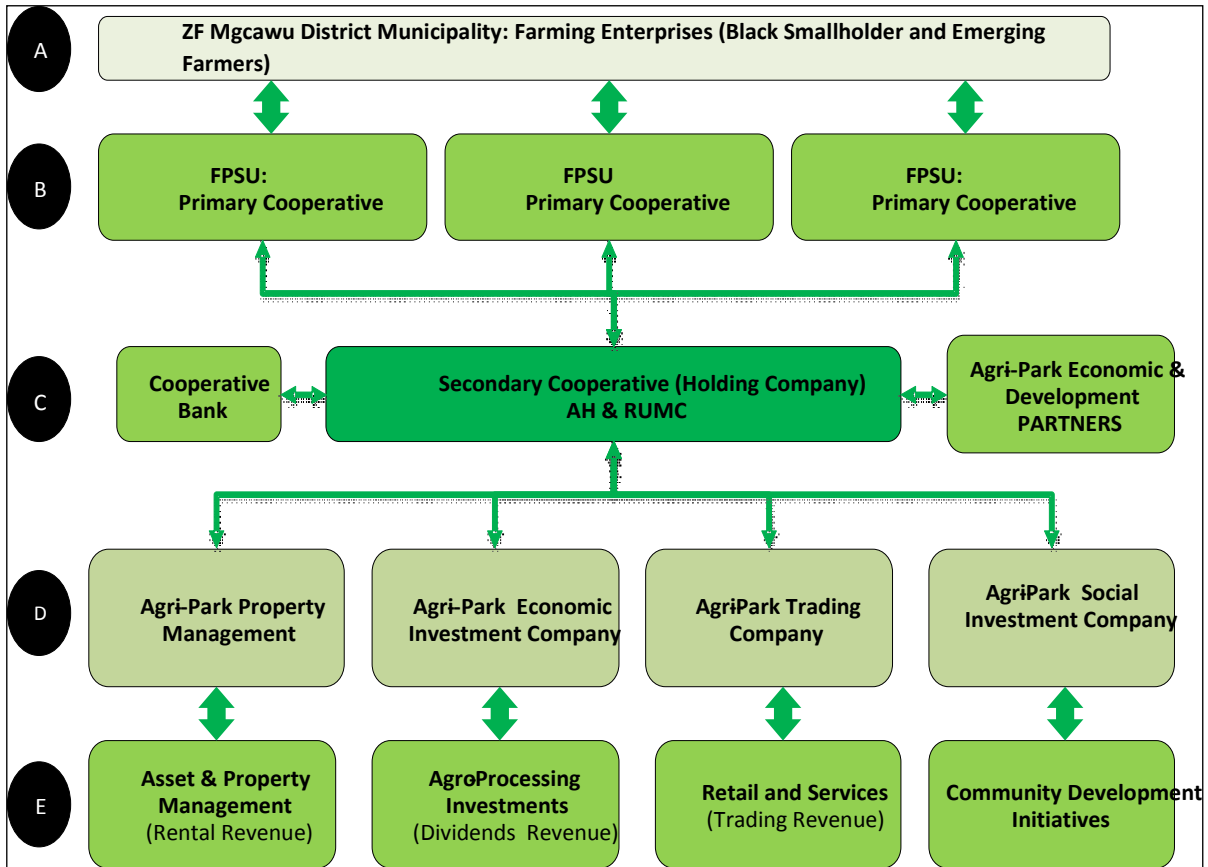 A
ZF Mgcawu District Municipality: Farming Enterprises (Black Smallholder and Emerging
Farmers)
B
FPSU:
Primary Cooperative
FPSU
Primary Cooperative
FPSU:
Primary Cooperative
C
Cooperative
Bank
Secondary Cooperative (Holding Company)
AH & RUMC
Agri-Park Economic &
Development
PARTNERS
D
Agri-Park Property
Management
Agri-Park Economic
Investment Company
AgriPark Trading
Company
AgriPark Social
Investment Company
E
Asset & Property
Management
(Rental Revenue)
AgroProcessing
Investments
(Dividends Revenue)
Retail and Services
(Trading Revenue)
Community Development
Initiatives